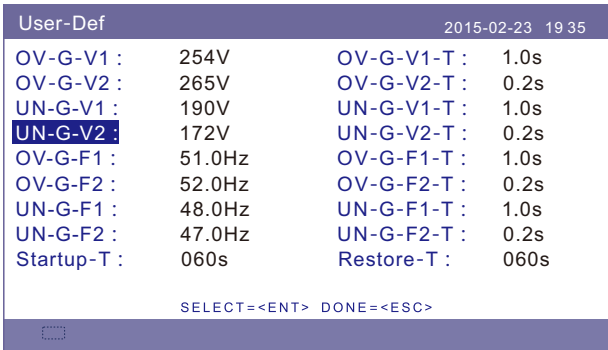 User-Def 2015-02-23 19 35
OV-G-V1 : 254V OV-G-V1-T : 1.0s
OV-G-V2 : 265V OV-G-V2-T : 0.2s
UN-G-V1 : 190V UN-G-V1-T : 1.0s
UN-G-V2 : 172V UN-G-V2-T : 0.2s
OV-G-F1 : 51.0Hz OV-G-F1-T : 1.0s
OV-G-F2 : 52.0Hz OV-G-F2-T : 0.2s
UN-G-F1 : 48.0Hz UN-G-F1-T : 1.0s
UN-G-F2 : 47.0Hz UN-G-F2-T : 0.2s
Startup-T : 060s Restore-T : 060s
SELECT=<ENT> DONE=<ESC>